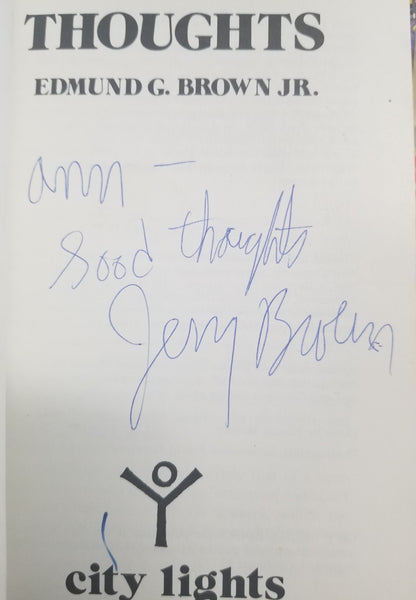 THOUGHTS
EDMUND G. BROWN JR.
ann —
Good thoughts
Jerry Brown
city lights